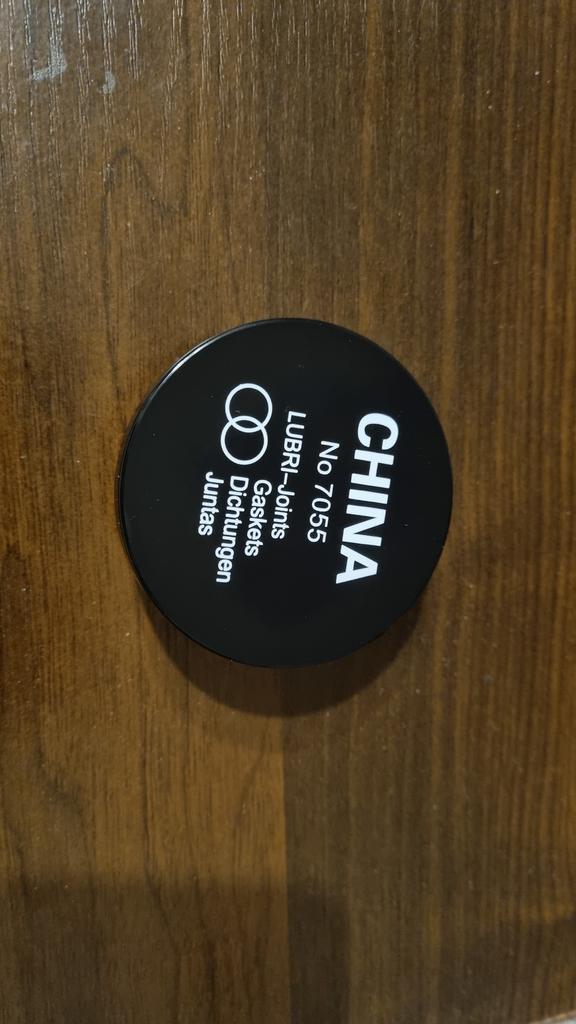 CHINA
No 7055
LUBRI-Joints
Gaskets
Dichtungen
Juntas